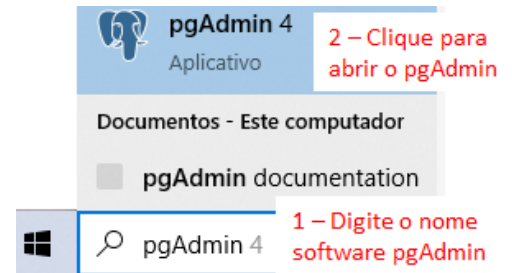 pgAdmin 4
Aplicativo
2 – Clique para
abrir o pgAdmin
Documentos - Este computador
pgAdmin documentation
pgAdmin 4
1 – Digite o nome
software pgAdmin